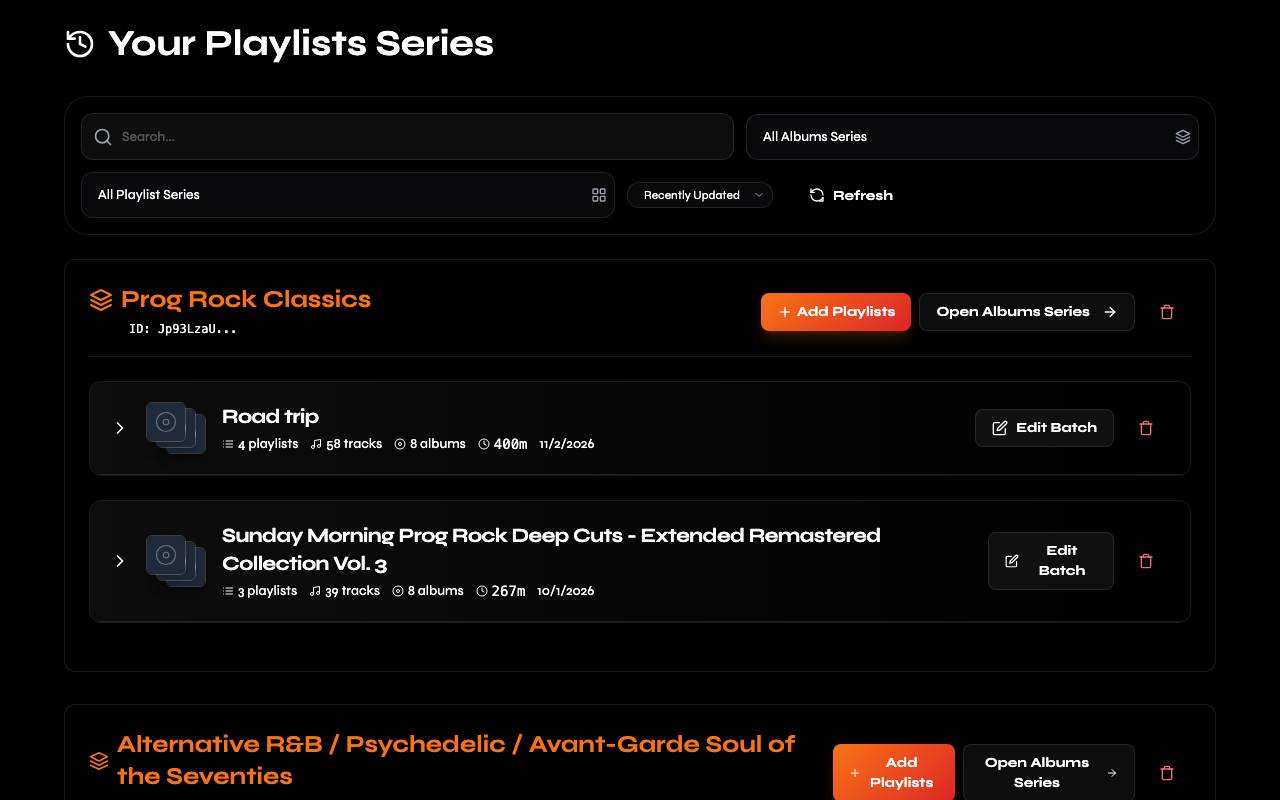 Your Playlists Series
Search...
All Albums Series
All Playlist Series
Recently Updated
Refresh
Prog Rock Classics
ID: Jp93LzaU...
Add Playlists
Open Albums Series
Road trip
4 playlists 58 tracks 8 albums 400m 11/2/2026
Edit Batch
Sunday Morning Prog Rock Deep Cuts - Extended Remastered
Collection Vol. 3
3 playlists 39 tracks 8 albums 267m 10/1/2026
Edit
Batch
Alternative R&B / Psychedelic / Avant-Garde Soul of
the Seventies
Add
Playlists
Open Albums
Series